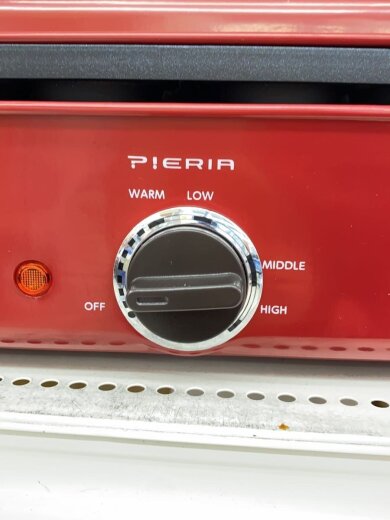 PIERIA
WARM LOW
MIDDLE
OFF
HIGH